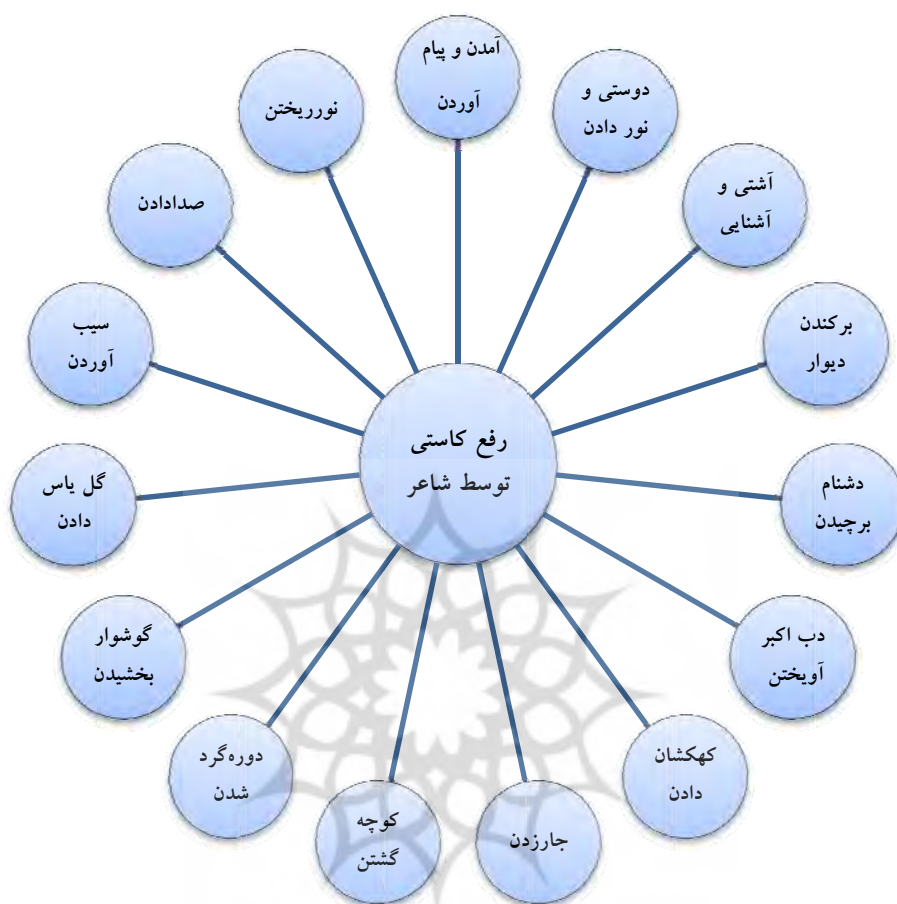 آمدن و پیام
آوردن
دوستی و
نور دادن
آشتی و
آشنایی
برکندن
دیوار
دشنام
برچیدن
دب اکبر
آویختن
کهکشان
دادن
جارزدن
کوچه
گشتن
دوره‌گرد
شدن
گوشوار
بخشیدن
گل یاس
دادن
سیب
آوردن
صدادادن
نورریختن
رفع کاستی
توسط شاعر